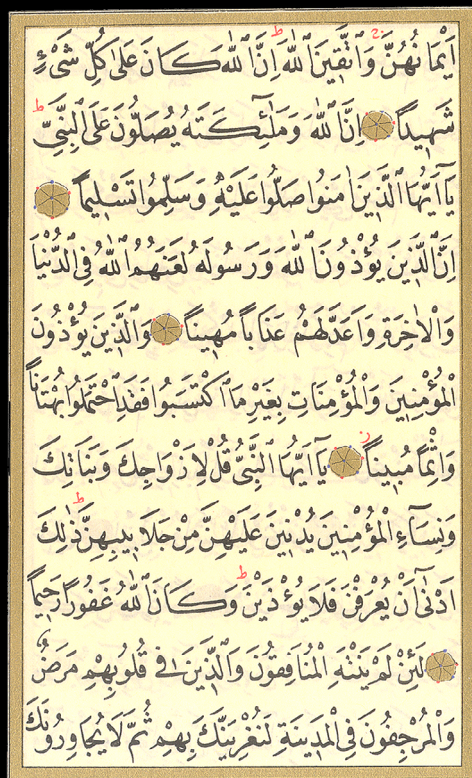 اَيْمَانُهُنَّ وَاتَّقِينَ اللّٰهَ اِنَّ اللّٰهَ كَانَ عَلٰى كُلِّ شَىْءٍ
شَهِيدًا اِنَّ اللّٰهَ وَمَلٰٓئِكَتَهُ يُصَلُّونَ عَلَى النَّبِىِّ
يَٓا اَيُّهَا الَّذِينَ اٰمَنُوا صَلُّوا عَلَيْهِ وَسَلِّمُوا تَسْلِيمًا
اِنَّ الَّذِينَ يُؤْذُونَ اللّٰهَ وَرَسُولَهُ لَعَنَهُمُ اللّٰهُ فِى الدُّنْيَا
وَالْاٰخِرَةِ وَاَعَدَّ لَهُمْ عَذَابًا مُهِينًا وَالَّذِينَ يُؤْذُونَ
الْمُؤْمِنِينَ وَالْمُؤْمِنَاتِ بِغَيْرِ مَا اكْتَسَبُوا فَقَدِ احْتَمَلُوا بُهْتَانًا
وَاِثْمًا مُبِينًا يَٓا اَيُّهَا النَّبِىُّ قُلْ لِاَزْوَاجِكَ وَبَنَاتِكَ
وَنِسَٓاءِ الْمُؤْمِنِينَ يُدْنِينَ عَلَيْهِنَّ مِنْ جَلَابِيبِهِنَّ ذٰلِكَ
اَدْنٰٓى اَنْ يُعْرَفْنَ فَلَا يُؤْذَيْنَ وَكَانَ اللّٰهُ غَفُورًا رَحِيمًا
لَئِنْ لَمْ يَنْتَهِ الْمُنَافِقُونَ وَالَّذِينَ فِى قُلُوبِهِمْ مَرَضٌ
وَالْمُرْجِفُونَ فِى الْمَدِينَةِ لَنُغْرِيَنَّكَ بِهِمْ ثُمَّ لَا يُجَاوِرُونَكَ